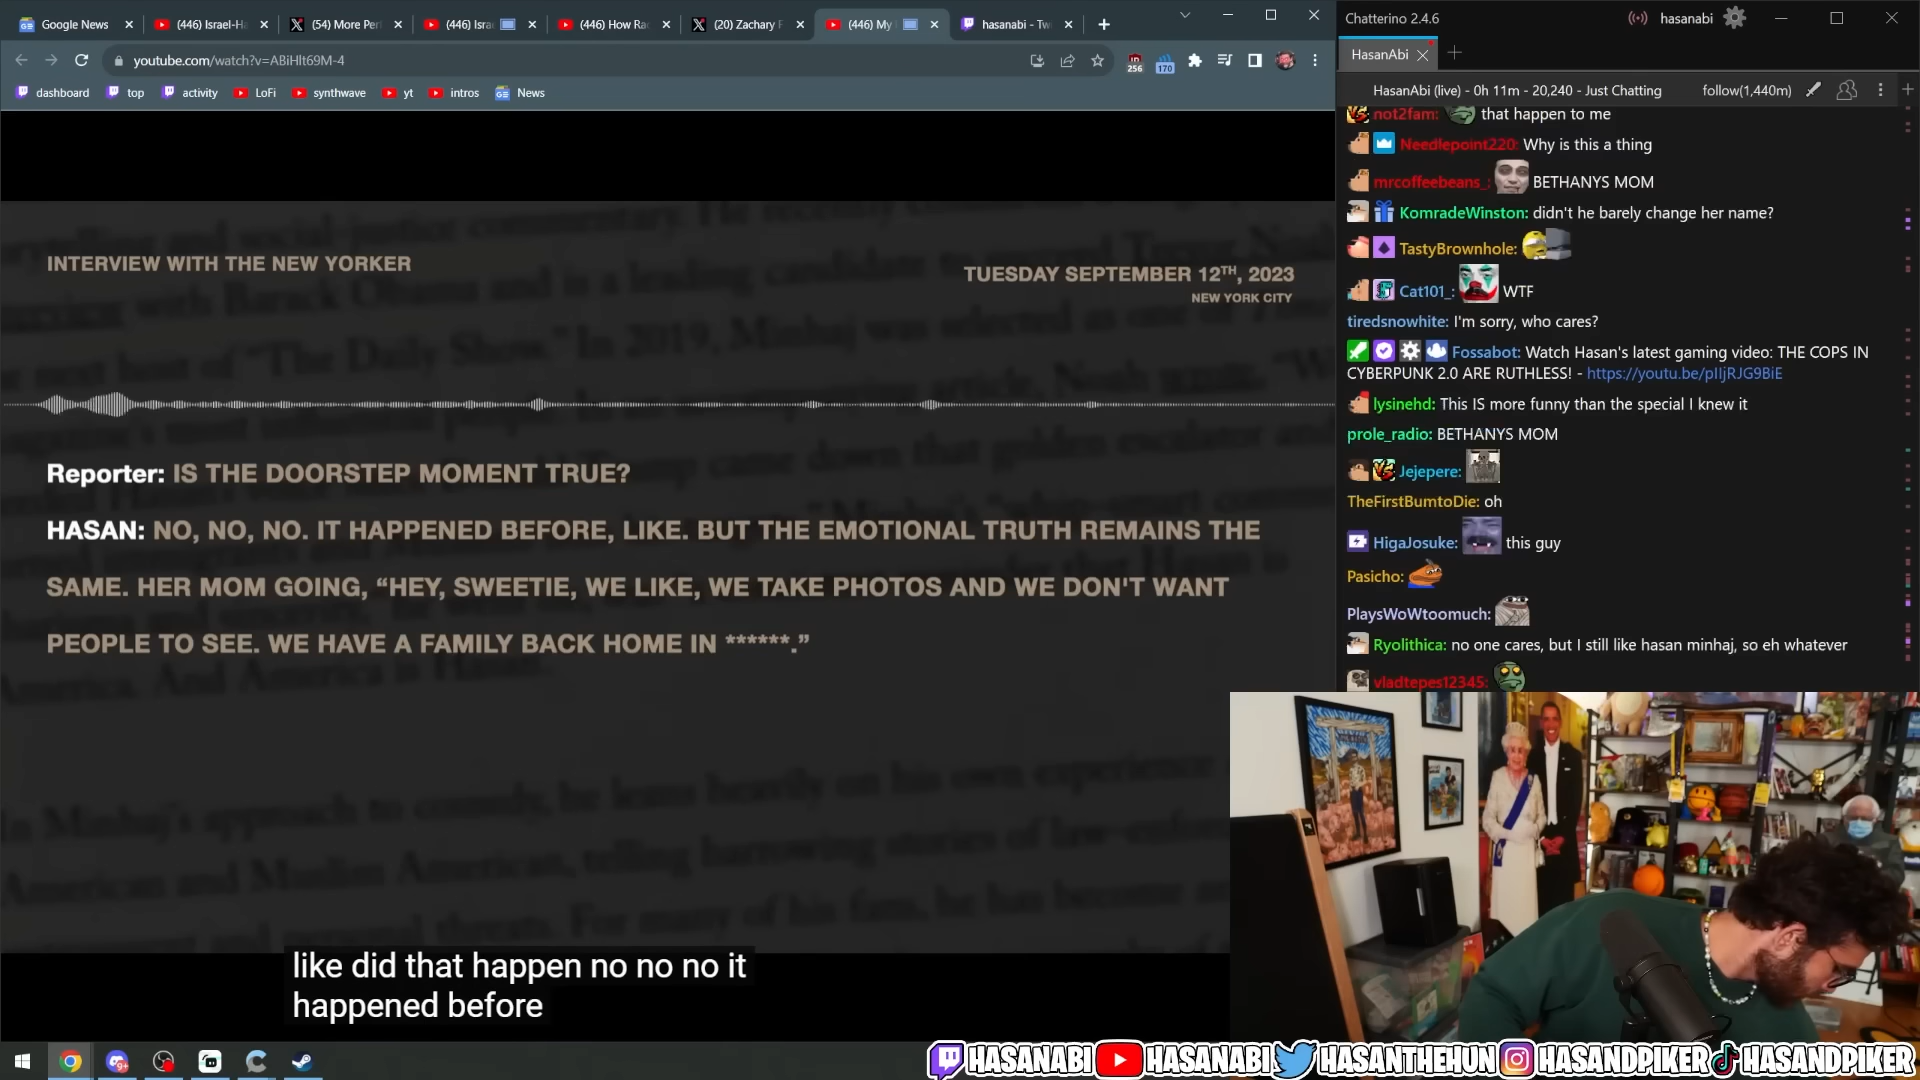 Google News
(446) Israel-Ha
(54) More Per
(446) Isra
(446) How Ra
(20) Zachary F
(446) My
hasanabi - Tw
youtube.com/watch?v=ABiHlt69M-4
256
170
dashboard
top
activity
LoFi
synthwave
yt
intros
News
INTERVIEW WITH THE NEW YORKER
TUESDAY SEPTEMBER 12TH, 2023
NEW YORK CITY
Reporter: IS THE DOORSTEP MOMENT TRUE?
HASAN: NO, NO, NO. IT HAPPENED BEFORE, LIKE. BUT THE EMOTIONAL TRUTH REMAINS THE
SAME. HER MOM GOING, “HEY, SWEETIE, WE LIKE, WE TAKE PHOTOS AND WE DON'T WANT
PEOPLE TO SEE. WE HAVE A FAMILY BACK HOME IN ******.”
like did that happen no no no it
happened before
Chatterino 2.4.6
hasanabi
HasanAbi
HasanAbi (live) - 0h 11m - 20,240 - Just Chatting
follow(1,440m)
not2fam: that happen to me
Needlepoint220: Why is this a thing
mrcoffeebeans_: BETHANYS MOM
KomradeWinston: didn't he barely change her name?
TastyBrownhole:
Cat101_: WTF
tiredsnowhite: I'm sorry, who cares?
Fossabot: Watch Hasan's latest gaming video: THE COPS IN
CYBERPUNK 2.0 ARE RUTHLESS! - https://youtu.be/pIIjRJG9BiE
lysinehd: This IS more funny than the special I knew it
prole_radio: BETHANYS MOM
Jejepere:
TheFirstBumtoDie: oh
HigaJosuke: this guy
Pasicho:
PlaysWoWtoomuch:
Ryolithica: no one cares, but I still like hasan minhaj, so eh whatever
vladtepes12345:
HASANABI HASANABI HASANTHEHUN HASANDPIKER HASANDPIKER